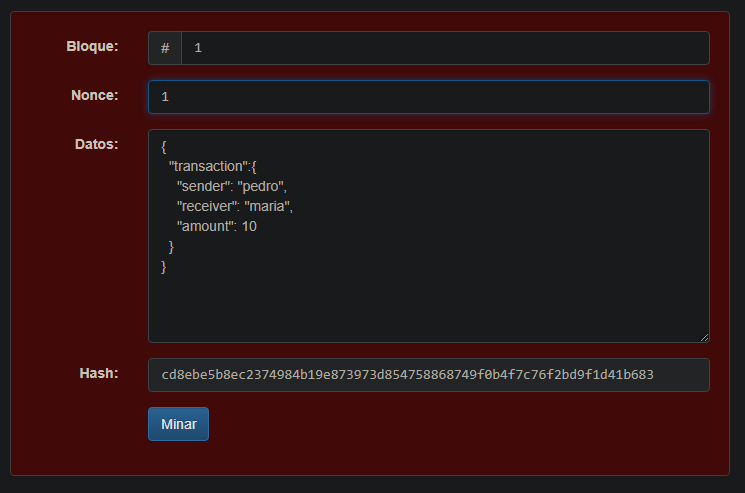 Bloque: # 1
Nonce: 1
Datos: {
"transaction":{
"sender": "pedro",
"receiver": "maria",
"amount": 10
}
}
Hash: cd8ebe5b8ec2374984b19e873973d854758868749f0b4f7c76f2bd9f1d41b683
Minar